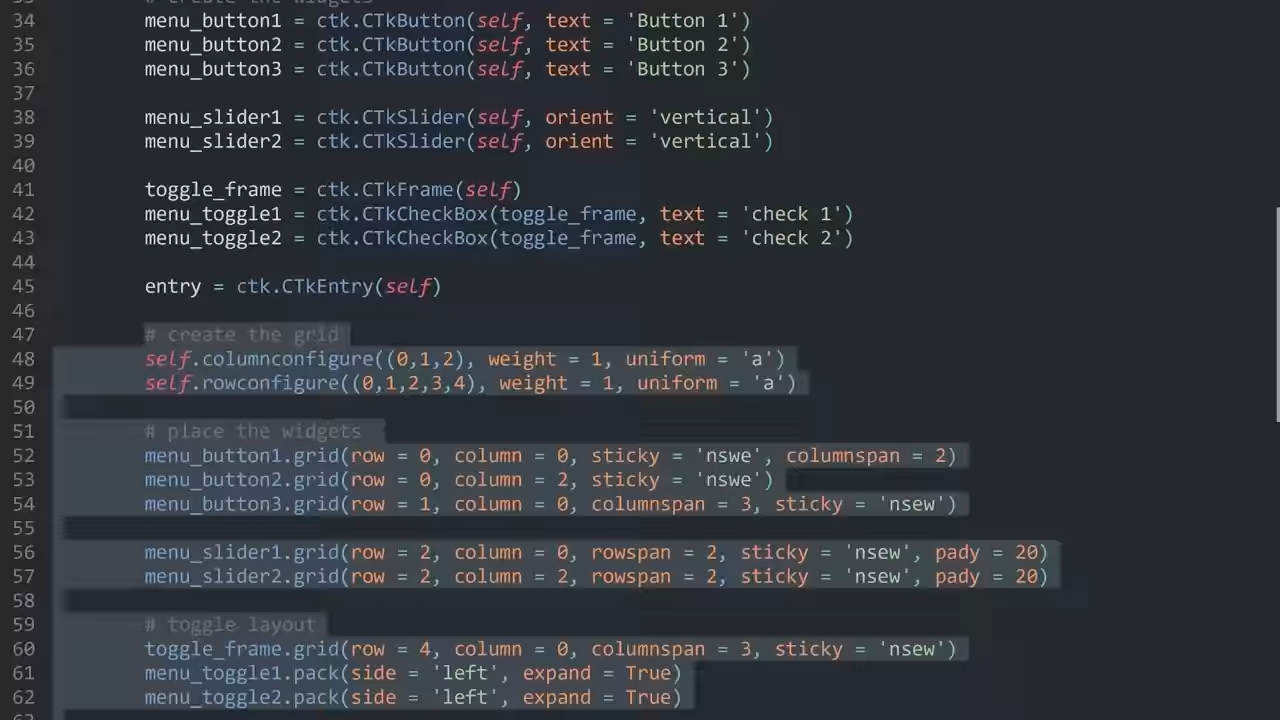 # create the widgets
34 menu_button1 = ctk.CTkButton(self, text = 'Button 1')
35 menu_button2 = ctk.CTkButton(self, text = 'Button 2')
36 menu_button3 = ctk.CTkButton(self, text = 'Button 3')
37
38 menu_slider1 = ctk.CTkSlider(self, orient = 'vertical')
39 menu_slider2 = ctk.CTkSlider(self, orient = 'vertical')
40
41 toggle_frame = ctk.CTkFrame(self)
42 menu_toggle1 = ctk.CTkCheckBox(toggle_frame, text = 'check 1')
43 menu_toggle2 = ctk.CTkCheckBox(toggle_frame, text = 'check 2')
44
45 entry = ctk.CTkEntry(self)
46
47 # create the grid
48 self.columnconfigure((0,1,2), weight = 1, uniform = 'a')
49 self.rowconfigure((0,1,2,3,4), weight = 1, uniform = 'a')
50
51 # place the widgets
52 menu_button1.grid(row = 0, column = 0, sticky = 'nswe', columnspan = 2)
53 menu_button2.grid(row = 0, column = 2, sticky = 'nswe')
54 menu_button3.grid(row = 1, column = 0, columnspan = 3, sticky = 'nsew')
55
56 menu_slider1.grid(row = 2, column = 0, rowspan = 2, sticky = 'nsew', pady = 20)
57 menu_slider2.grid(row = 2, column = 2, rowspan = 2, sticky = 'nsew', pady = 20)
58
59 # toggle layout
60 toggle_frame.grid(row = 4, column = 0, columnspan = 3, sticky = 'nsew')
61 menu_toggle1.pack(side = 'left', expand = True)
62 menu_toggle2.pack(side = 'left', expand = True)